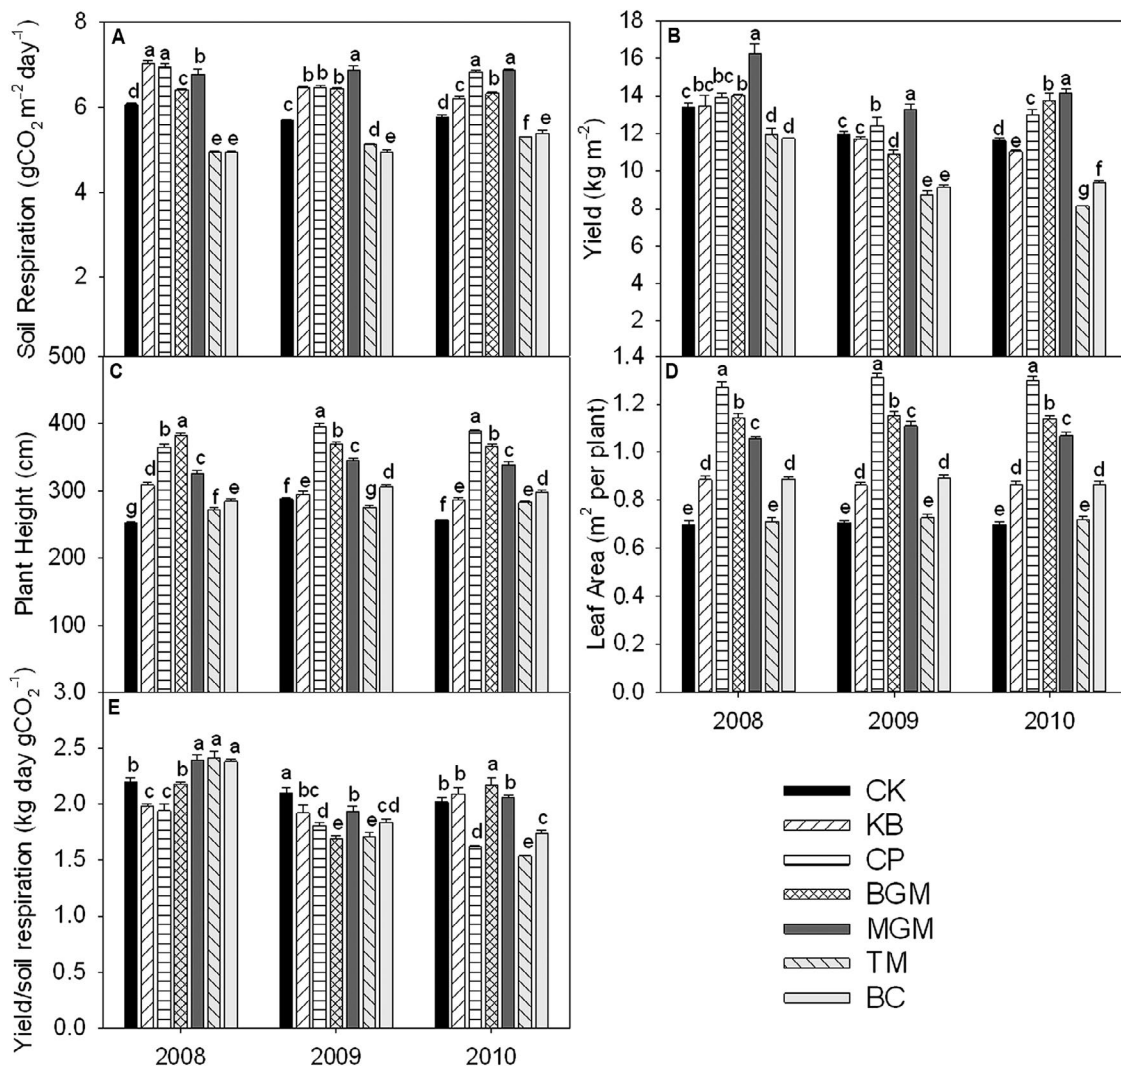 A
Soil Respiration (gCO₂m⁻² day⁻¹)
8
6
4
2
d a a c b e e
c b b b a d e
d c a b a f e
B
Yield (kg m⁻²)
18
16
14
12
10
8
6
4
2
c bc bc b a d d
c c b d a e e
d e c b a g f
C
Plant Height (cm)
500
400
300
200
100
g d b a c f e
f e a b c g d
f e a b c e d
D
Leaf Area (m² per plant)
1.4
1.2
1.0
0.8
0.6
0.4
0.2
0.0
e d a b c e d
e d a b c e d
e d a b c e d
2008 2009 2010
E
Yield/soil respiration (kg day gCO₂⁻¹)
3.0
2.5
2.0
1.5
1.0
0.5
0.0
b c c b a a a
a bc d e b e cd
b b d a b e c
2008 2009 2010
CK
KB
CP
BGM
MGM
TM
BC